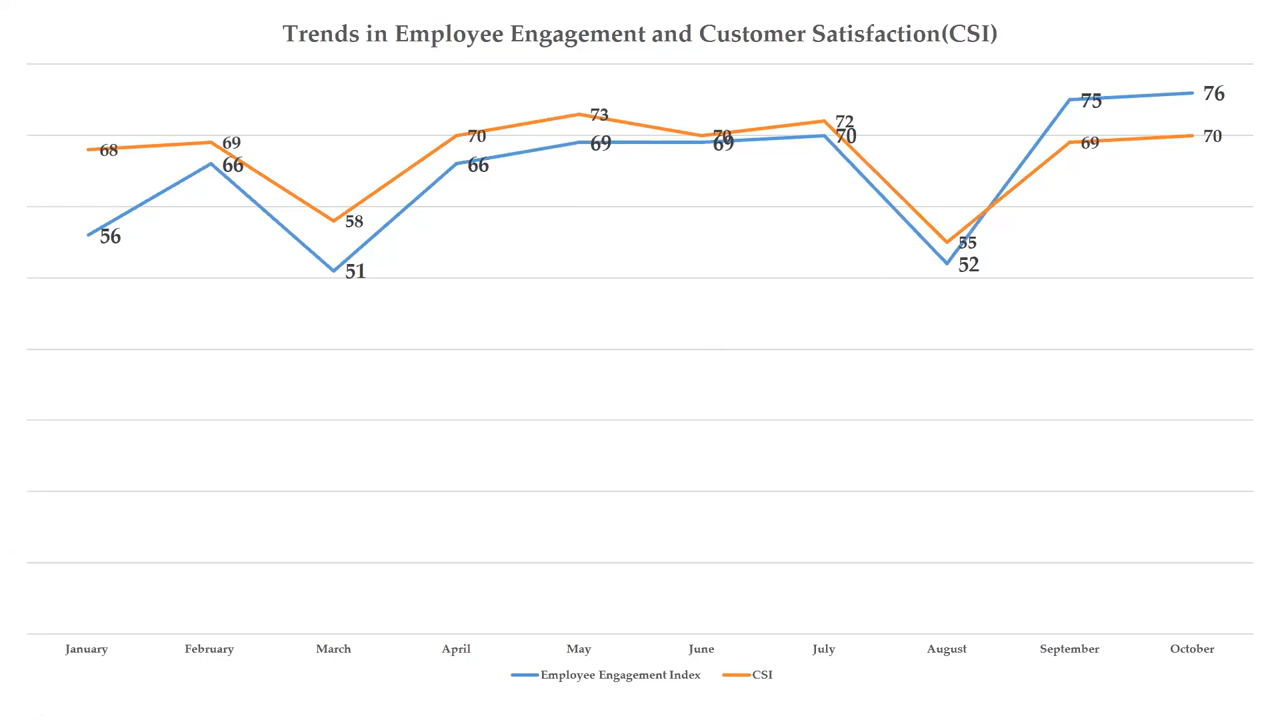 Trends in Employee Engagement and Customer Satisfaction(CSI)
76
75
73
72
70 70 70 70
69 69 69 69
68
66 66
58
56
55
51
52
January February March April May June July August September October
Employee Engagement Index CSI